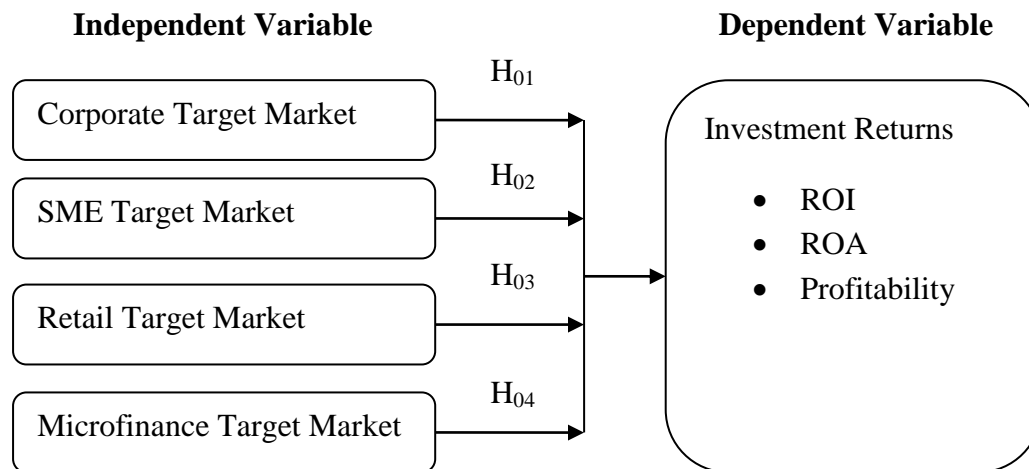 Independent Variable
Dependent Variable
H01
Corporate Target Market
H02
SME Target Market
H03
Retail Target Market
H04
Microfinance Target Market
Investment Returns
• ROI
• ROA
• Profitability